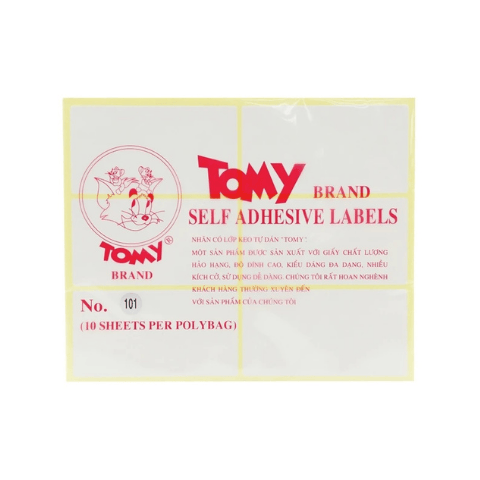 TOMY BRAND
SELF ADHESIVE LABELS
NHÃN CÓ LỚP KEO TỰ DÁN "TOMY"
MỘT SẢN PHẨM ĐƯỢC SẢN XUẤT VỚI GIẤY CHẤT LƯỢNG
HẢO HẠNG, ĐỘ DÍNH CAO, KIỂU DÁNG ĐA DẠNG, NHIỀU
KÍCH CỠ, SỬ DỤNG DỄ DÀNG. CHÚNG TÔI RẤT HOAN NGHÊNH
KHÁCH HÀNG THƯỜNG XUYÊN ĐẾN
VỚI SẢN PHẨM CỦA CHÚNG TÔI
TOMY®
BRAND
No. 101
(10 SHEETS PER POLYBAG)